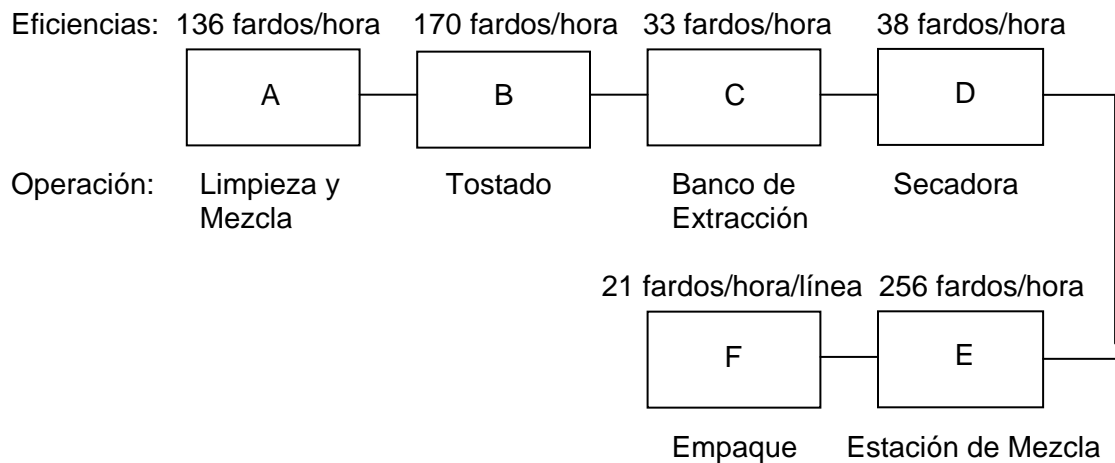 Eficiencias: 136 fardos/hora 170 fardos/hora 33 fardos/hora 38 fardos/hora
A B C D
Operación: Limpieza y Tostado Banco de Secadora
Mezcla Extracción
21 fardos/hora/línea 256 fardos/hora
F E
Empaque Estación de Mezcla